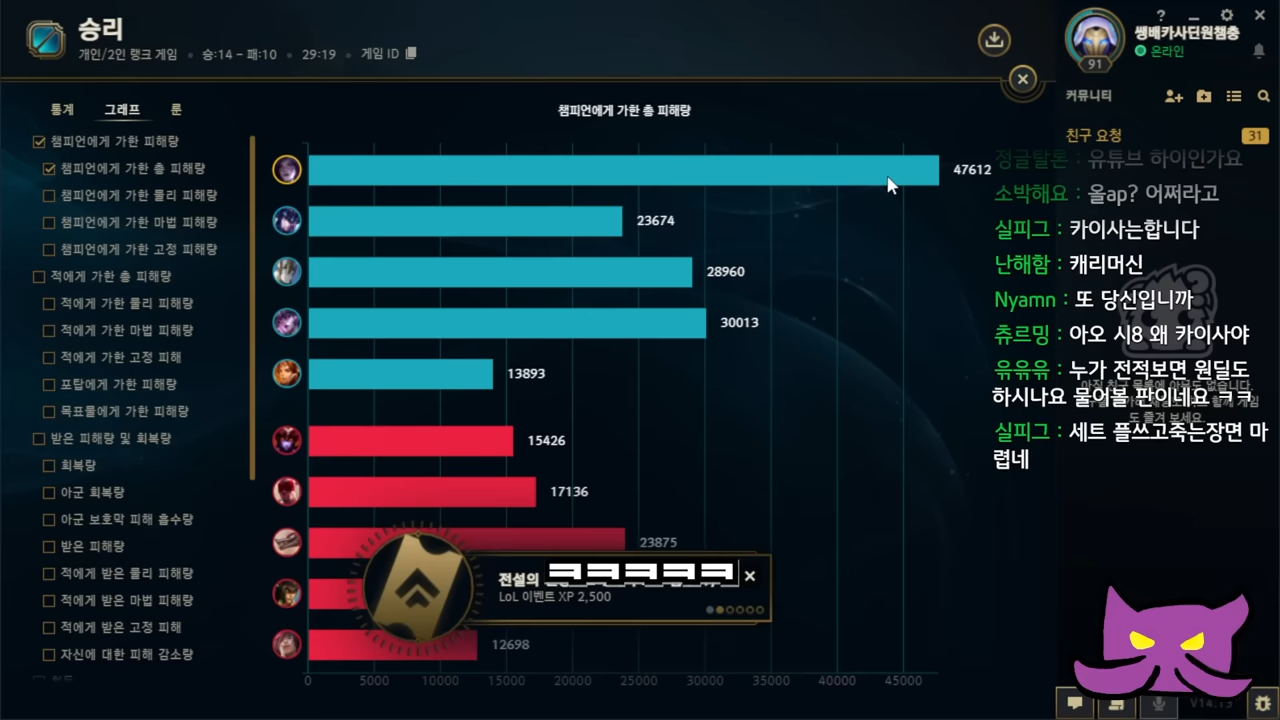 승리
개인/2인 랭크 게임 • 승:14 – 패:10 • 29:19 • 게임 ID
?
쌩배카사딘원챔충
온라인
91
커뮤니티
친구 요청 31
통계 그래프 룬
챔피언에게 가한 총 피해량
챔피언에게 가한 피해량
챔피언에게 가한 총 피해량
챔피언에게 가한 물리 피해량
챔피언에게 가한 마법 피해량
챔피언에게 가한 고정 피해량
적에게 가한 총 피해량
적에게 가한 물리 피해량
적에게 가한 마법 피해량
적에게 가한 고정 피해
포탑에게 가한 피해량
목표물에게 가한 피해량
받은 피해량 및 회복량
회복량
아군 회복량
아군 보호막 피해 흡수량
받은 피해량
적에게 받은 물리 피해량
적에게 받은 마법 피해량
적에게 받은 고정 피해
자신에 대한 피해 감소량
47612
23674
28960
30013
13893
15426
17136
23875
12698
0 5000 10000 15000 20000 25000 30000 35000 40000 45000
전설의 ㅋㅋㅋㅋㅋ
LoL 이벤트 XP 2,500
정글탈론 : 유튜브 하이인가요
소박해요 : 올ap? 어쩌라고
실피그 : 카이사는합니다
난해함 : 캐리머신
Nyamn : 또 당신입니까
츄르밍 : 아오 시8 왜 카이사야
윾윾윾 : 누가 전적보면 원딜도
하시나요 물어볼 판이네요 ㅋㅋ
도 즐겨 보세요.
실피그 : 세트 플쓰고죽는장면 마
렵네
V14.13